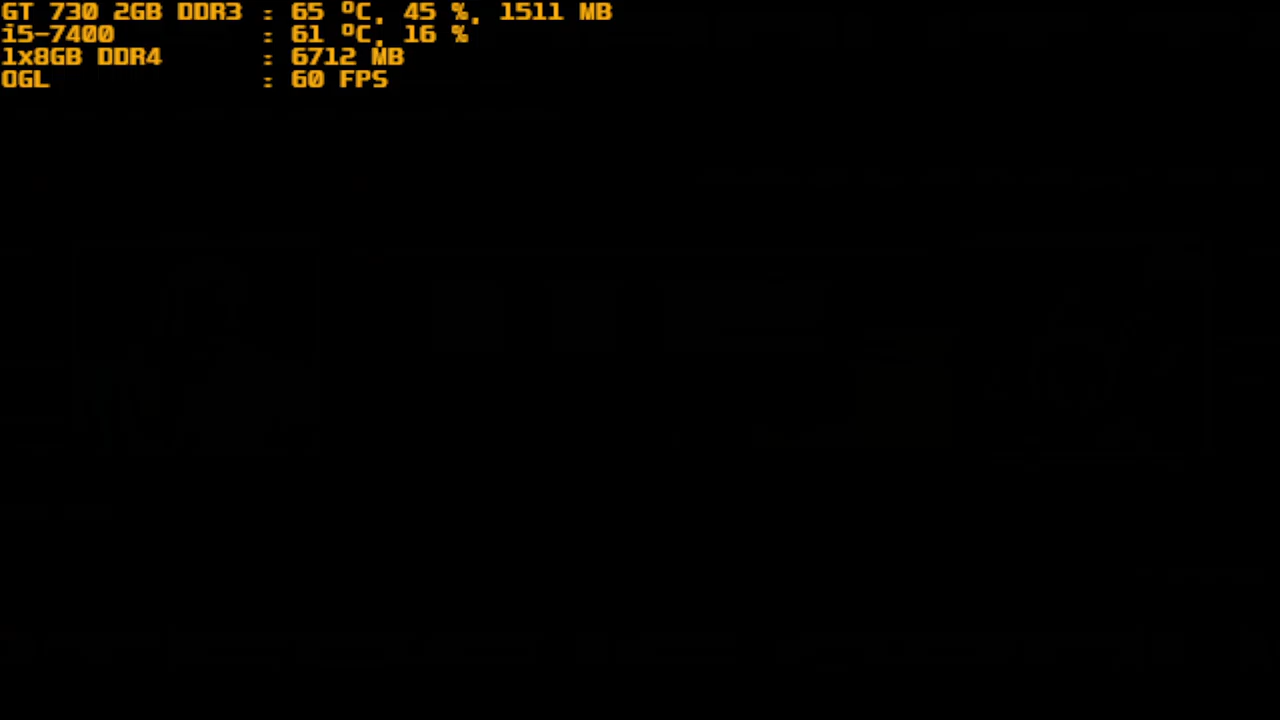 GT 730 2GB DDR3 : 65 ºC, 45 %, 1511 MB
i5-7400 : 61 ºC, 16 %
1x8GB DDR4 : 6712 MB
OGL : 60 FPS